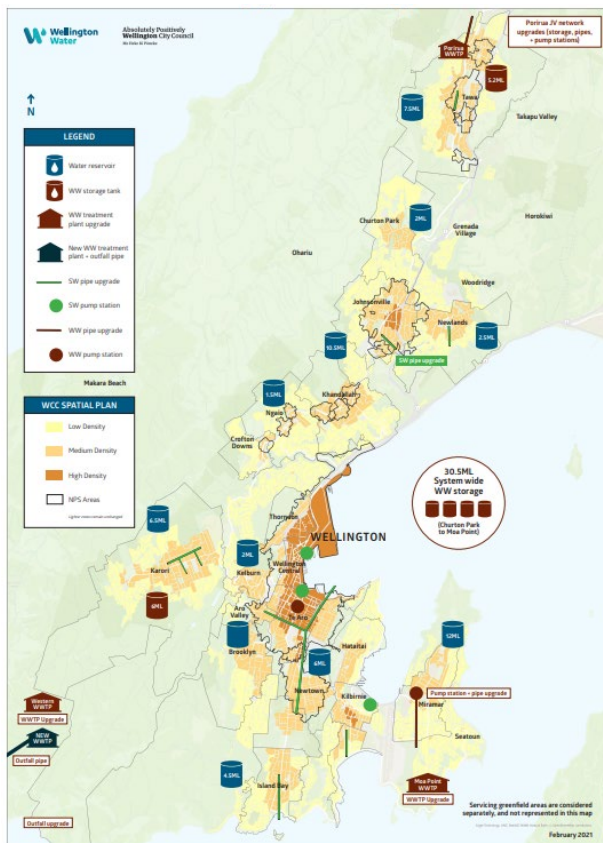 Wellington
Water
Absolutely Positively
Wellington City Council
Me Heke Ki Pōneke
Porirua JV network
upgrades (storage, pipes,
+ pump stations)
Porirua
WWTP
5.2ML
Tawa
7.5ML
Takapu Valley
N
LEGEND
Water reservoir
WW storage tank
WW treatment
plant upgrade
New WW treatment
plant + outfall pipe
SW pipe upgrade
SW pump station
WW pipe upgrade
WW pump station
Churton Park
2ML
Grenada
Village
Horokiwi
Ohariu
Woodridge
Johnsonville
Newlands
10.5ML
2.5ML
SW pipe upgrade
Makara Beach
1.5ML
Khandallah
Ngaio
Crofton
Downs
WCC SPATIAL PLAN
Low Density
Medium Density
High Density
NPS Areas
30.5ML
System wide
WW storage
(Churton Park
to Moa Point)
Thorndon
WELLINGTON
6.5ML
Karori
2ML
Wellington
Central
Kelburn
6ML
Aro
Valley
Te Aro
Brooklyn
Hataitai
6ML
12ML
Newtown
Kilbirnie
Pump station + pipe upgrade
Miramar
Western
WWTP
WWTP Upgrade
NEW
WWTP
Outfall pipe
Seatoun
4.5ML
Island Bay
Moa Point
WWTP
WWTP Upgrade
Outfall upgrade
Servicing greenfield areas are considered
separately, and not represented in this map
February 2021